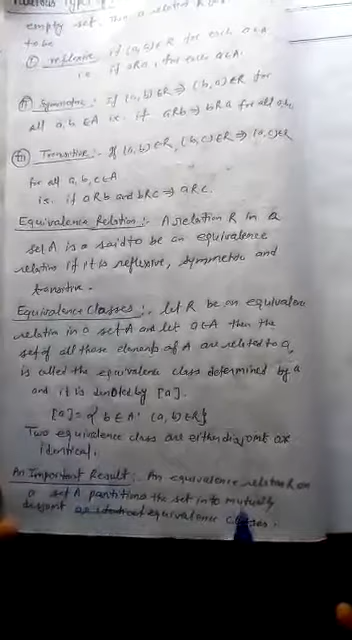 Various Types of
empty set. Then a relation R
to be
(i) reflexive if (a, a) ∈ R for each a ∈ A
i.e. if aRa, for each a ∈ A.
(ii) Symmetric: If (a, b) ∈ R ⇒ (b, a) ∈ R for
all a, b ∈ A i.e. if aRb ⇒ bRa for all a, b,
(iii) Transitive:- If (a, b) ∈ R, (b, c) ∈ R ⇒ (a, c) ∈ R
for all a, b, c ∈ A
i.e. if aRb and bRc ⇒ aRc.
Equivalence Relation:- A relation R in a
set A is a said to be an equivalence
relation if it is reflexive, symmetric and
transitive.
Equivalence Classes:- let R be an equivalence
relation in a set A and let a ∈ A then the
set of all those elements of A are related to a,
is called the equivalence class determined by a
and it is denoted by [a].
[a] = { b ∈ A : (a, b) ∈ R}
Two equivalence class are either disjoint or
identical.
An Important Result: An equivalence relation R on
a set A partitions the set into mutually
disjoint equivalence classes.